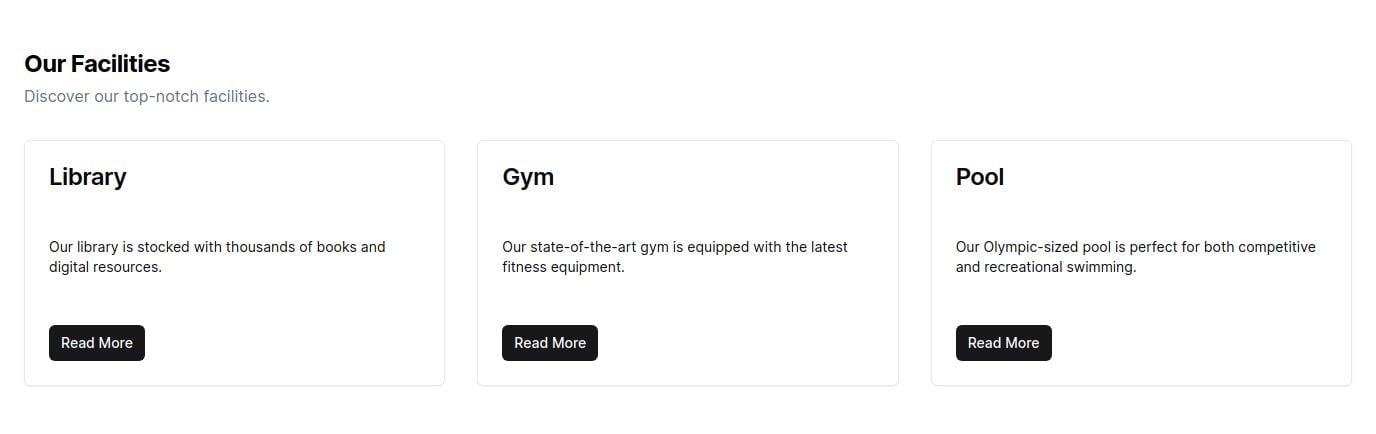 Our Facilities
Discover our top-notch facilities.
Library
Our library is stocked with thousands of books and
digital resources.
Read More
Gym
Our state-of-the-art gym is equipped with the latest
fitness equipment.
Read More
Pool
Our Olympic-sized pool is perfect for both competitive
and recreational swimming.
Read More